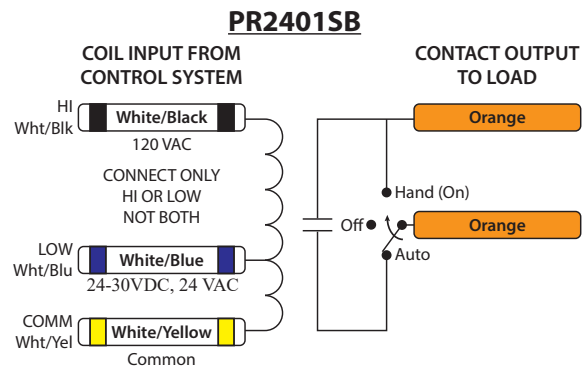 PR2401SB
COIL INPUT FROM
CONTROL SYSTEM
CONTACT OUTPUT
TO LOAD
HI
Wht/Blk
White/Black
120 VAC
CONNECT ONLY
HI OR LOW
NOT BOTH
LOW
Wht/Blu
White/Blue
24-30VDC, 24 VAC
COMM
Wht/Yel
White/Yellow
Common
Orange
Hand (On)
Off
Orange
Auto